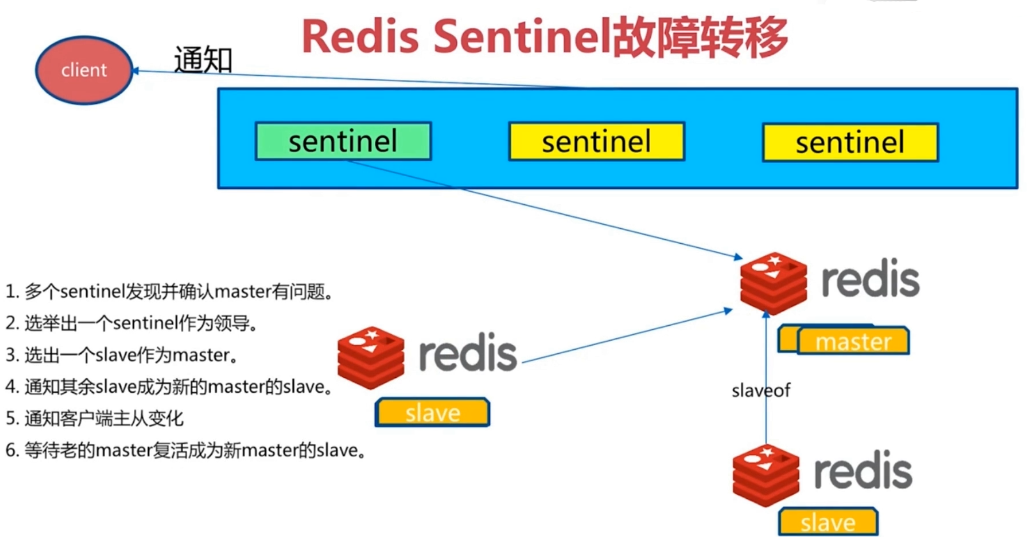 Redis Sentinel故障转移
client
通知
sentinel
sentinel
sentinel
redis
master
1. 多个sentinel发现并确认master有问题。
2. 选举出一个sentinel作为领导。
3. 选出一个slave作为master。
4. 通知其余slave成为新的master的slave。
5. 通知客户端主从变化
6. 等待老的master复活成为新master的slave。
redis
slave
slaveof
redis
slave